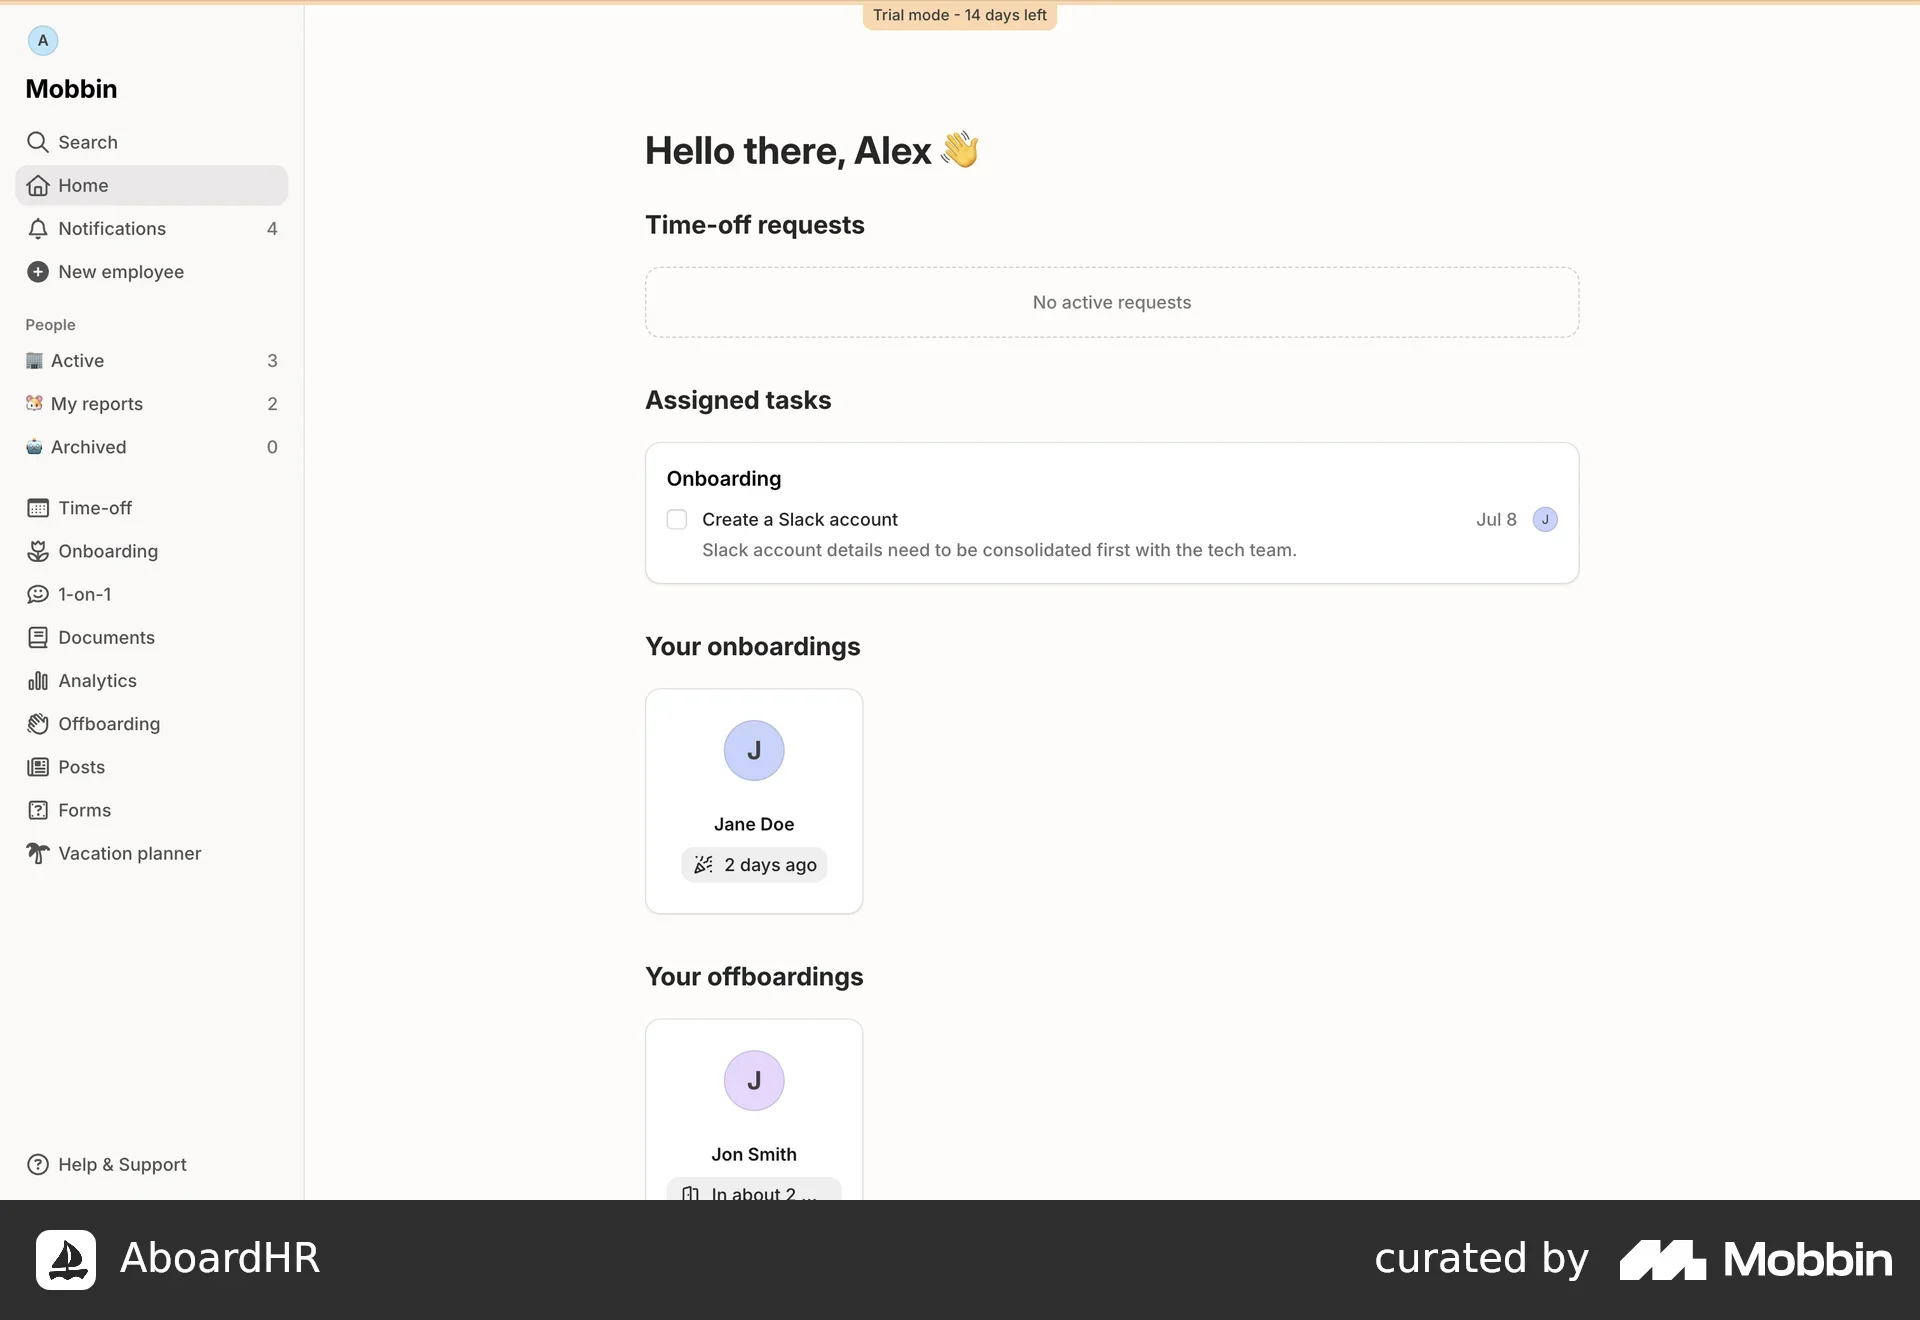 Trial mode - 14 days left
A
Mobbin
Search
Home
Notifications 4
New employee
People
Active 3
My reports 2
Archived 0
Time-off
Onboarding
1-on-1
Documents
Analytics
Offboarding
Posts
Forms
Vacation planner
Help & Support
Hello there, Alex 👋
Time-off requests
No active requests
Assigned tasks
Onboarding
Create a Slack account Jul 8 J
Slack account details need to be consolidated first with the tech team.
Your onboardings
J
Jane Doe
2 days ago
Your offboardings
J
Jon Smith
In about 2 ...
AboardHR
curated by Mobbin